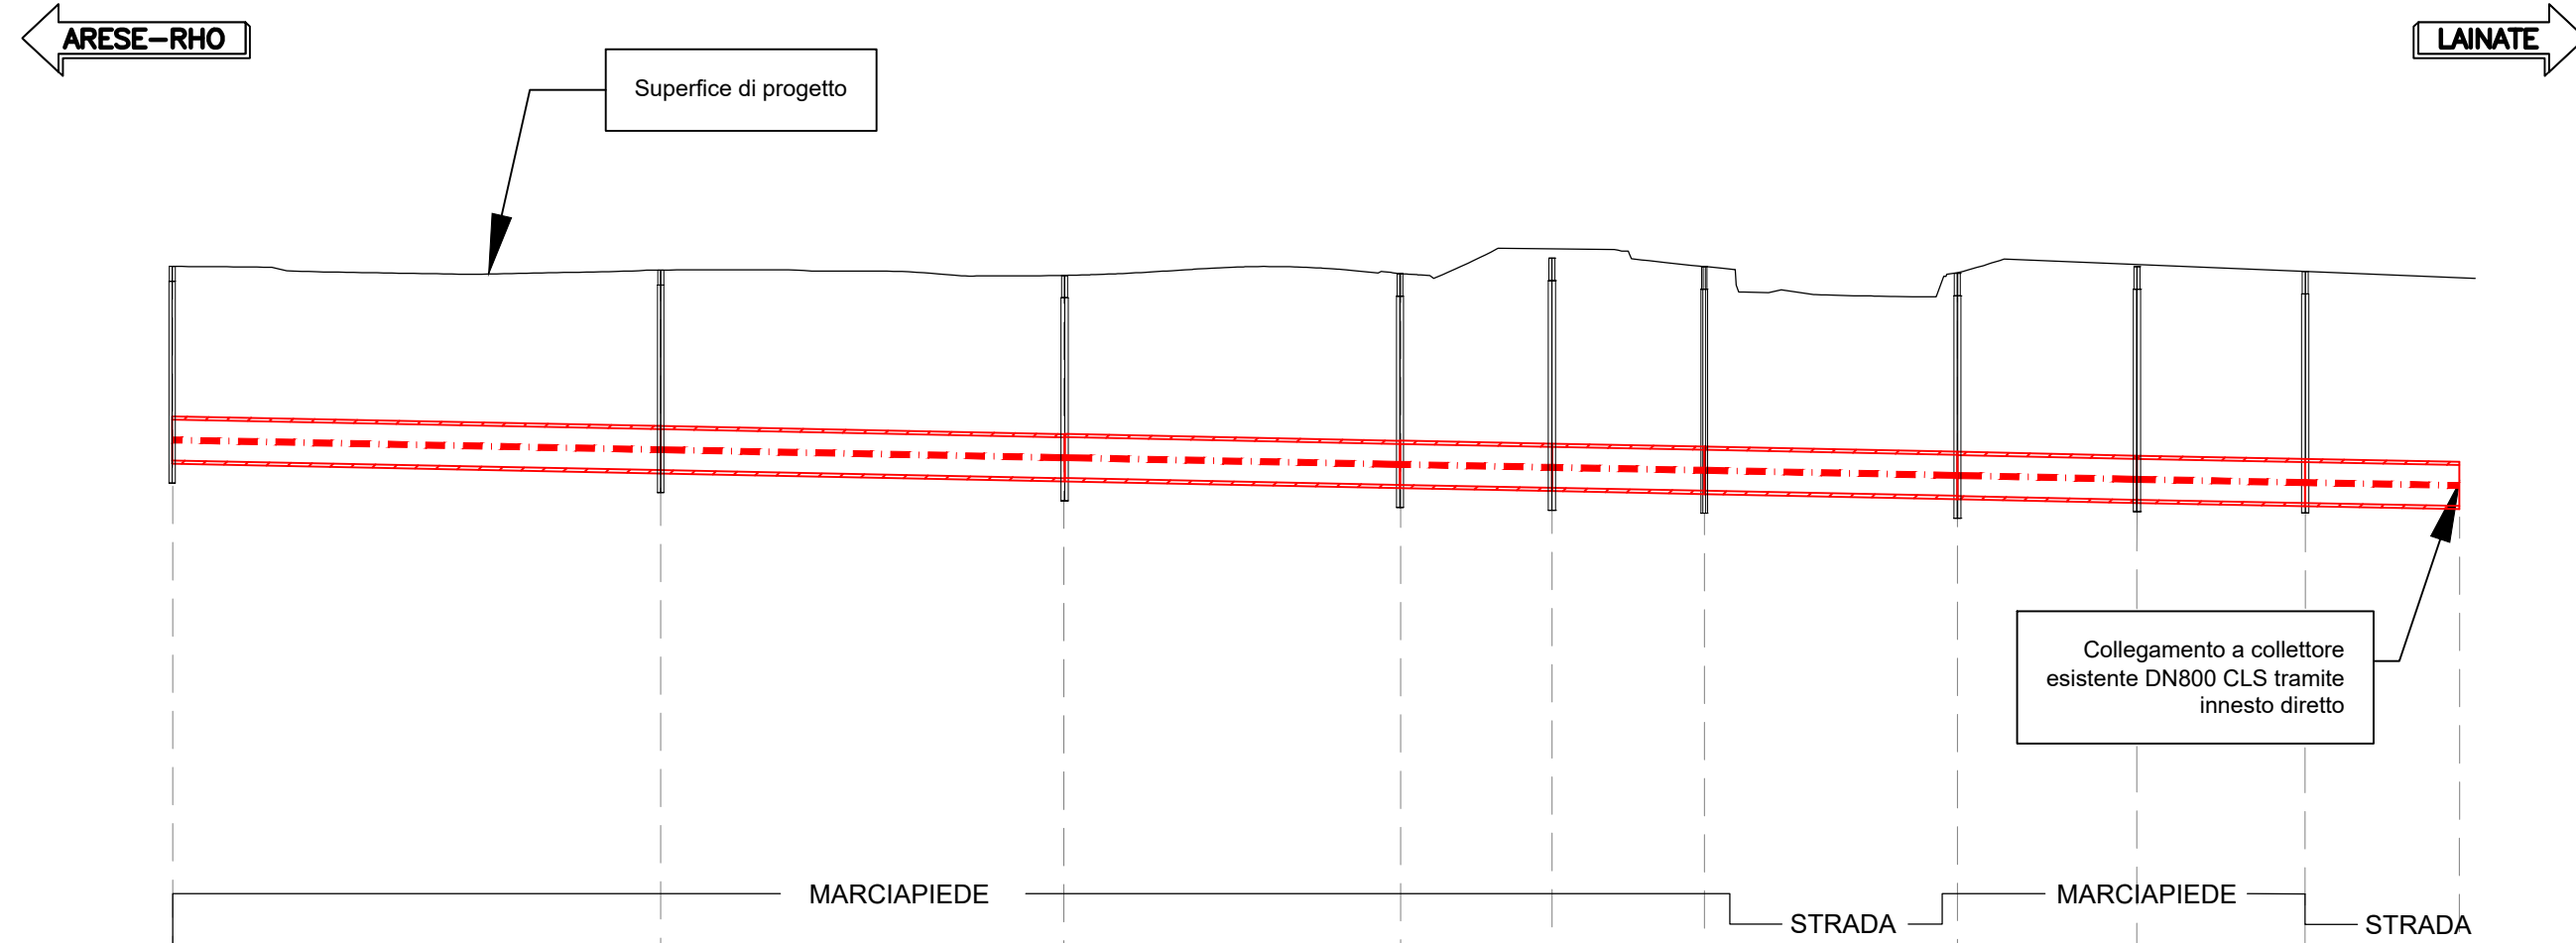 ARESE-RHO
LAINATE
Superfice di progetto
Collegamento a collettore
esistente DN800 CLS tramite
innesto diretto
MARCIAPIEDE
MARCIAPIEDE
STRADA
STRADA